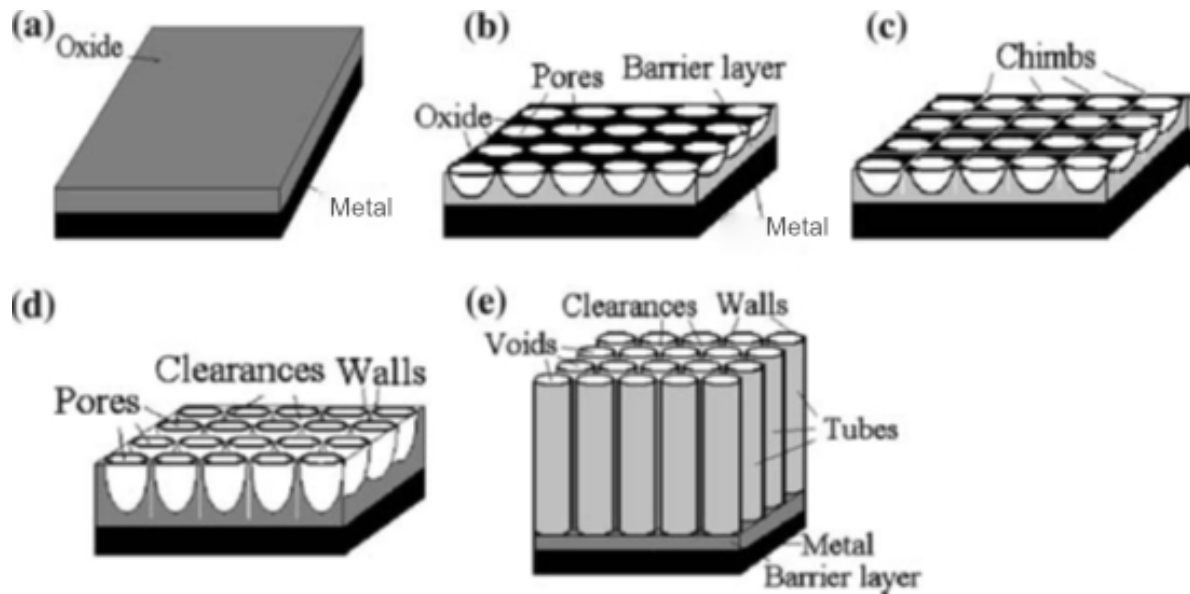 (a)
Oxide
Metal
(b)
Pores
Barrier layer
Oxide
Metal
(c)
Chimbs
(d)
Clearances
Walls
Pores
(e)
Clearances
Walls
Voids
Tubes
Metal
Barrier layer